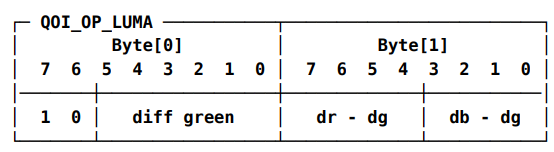 QOI_OP_LUMA
Byte[0] Byte[1]
7 6 5 4 3 2 1 0 7 6 5 4 3 2 1 0
1 0 diff green dr - dg db - dg